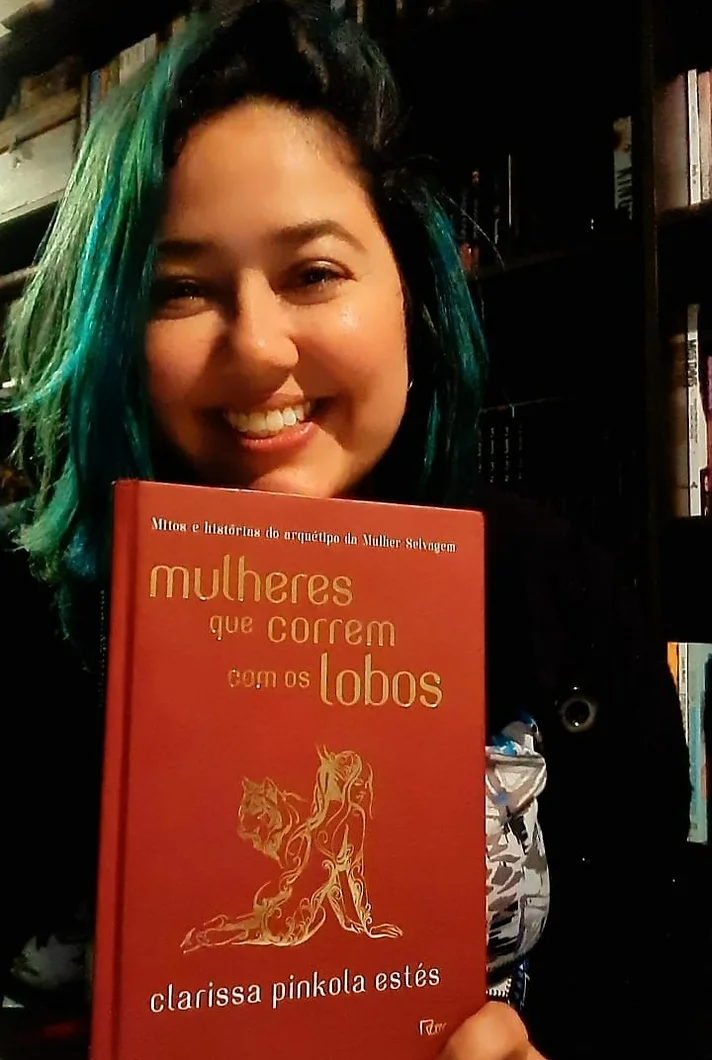 Mitos e histórias do arquétipo da Mulher Selvagem
mulheres
que correm
com os lobos
clarissa pinkola estés